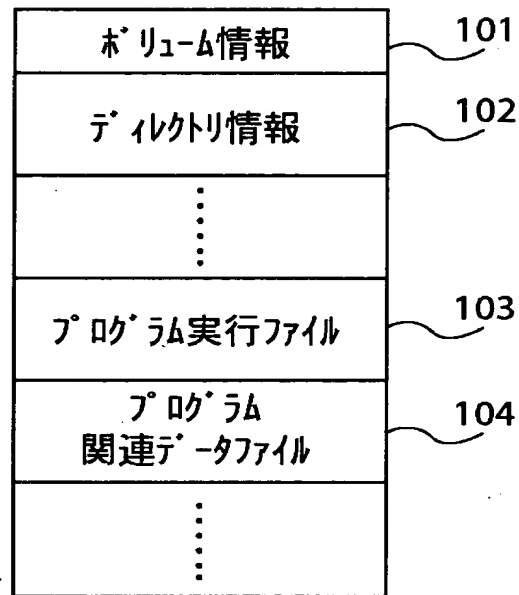 ボリューム情報 101
ディレクトリ情報 102
⋮
プログラム実行ファイル 103
プログラム
関連データファイル 104
⋮